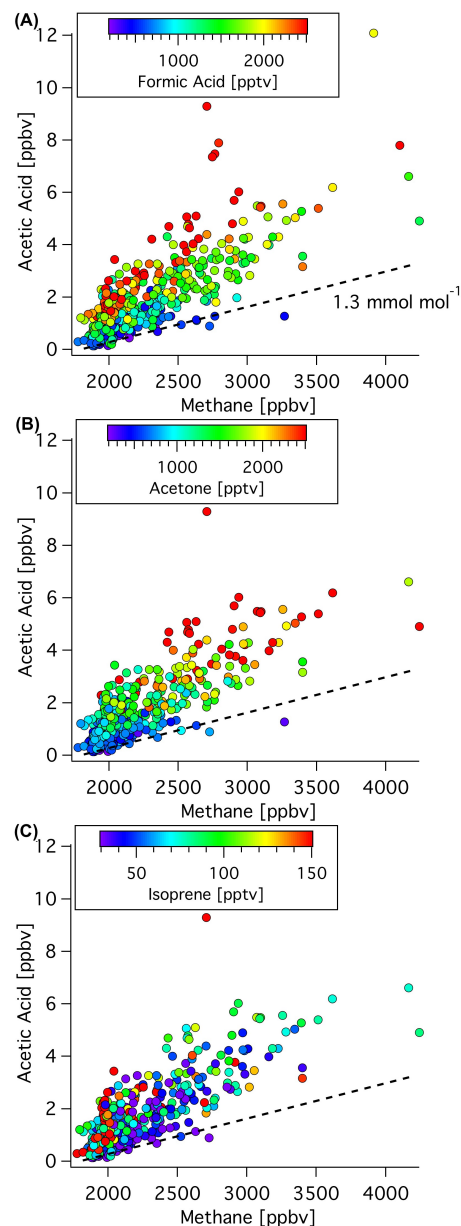 (A)
12
10
8
6
4
2
0
Acetic Acid [ppbv]
1000 2000
Formic Acid [pptv]
1.3 mmol mol⁻¹
2000 2500 3000 3500 4000
Methane [ppbv]
(B)
12
10
8
6
4
2
0
Acetic Acid [ppbv]
1000 2000
Acetone [pptv]
2000 2500 3000 3500 4000
Methane [ppbv]
(C)
12
10
8
6
4
2
0
Acetic Acid [ppbv]
50 100 150
Isoprene [pptv]
2000 2500 3000 3500 4000
Methane [ppbv]